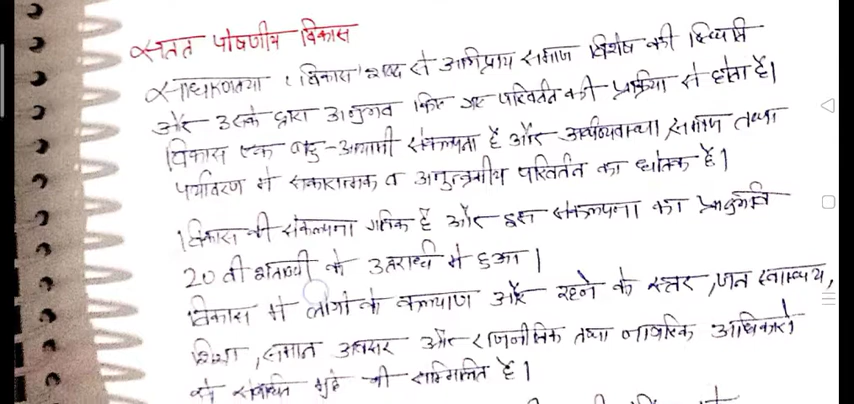 सतत पोषणीय विकास
साधारणतया 'विकास' शब्द से अभिप्राय समाज विशेष की स्थिति
और उसके द्वारा अनुभव किए गए परिवर्तन की प्रक्रिया से होता है।
विकास एक बहु-आयामी संकल्पना है और अर्थव्यवस्था, समाज तथा
पर्यावरण में सकारात्मक व अनुत्क्रमणीय परिवर्तन का द्योतक है।
विकास की संकल्पना गतिक है और इस संकल्पना का प्रादुर्भाव
20 वी शताब्दी के उतरार्ध में हुआ।
विकास में लोगो के कल्याण और रहने के स्तर, जन स्वास्थ्य,
शिक्षा, समान अवसर और राजनीतिक तथा नागरिक अधिकारो
से संबंधित मुद्दे भी सम्मिलित है।